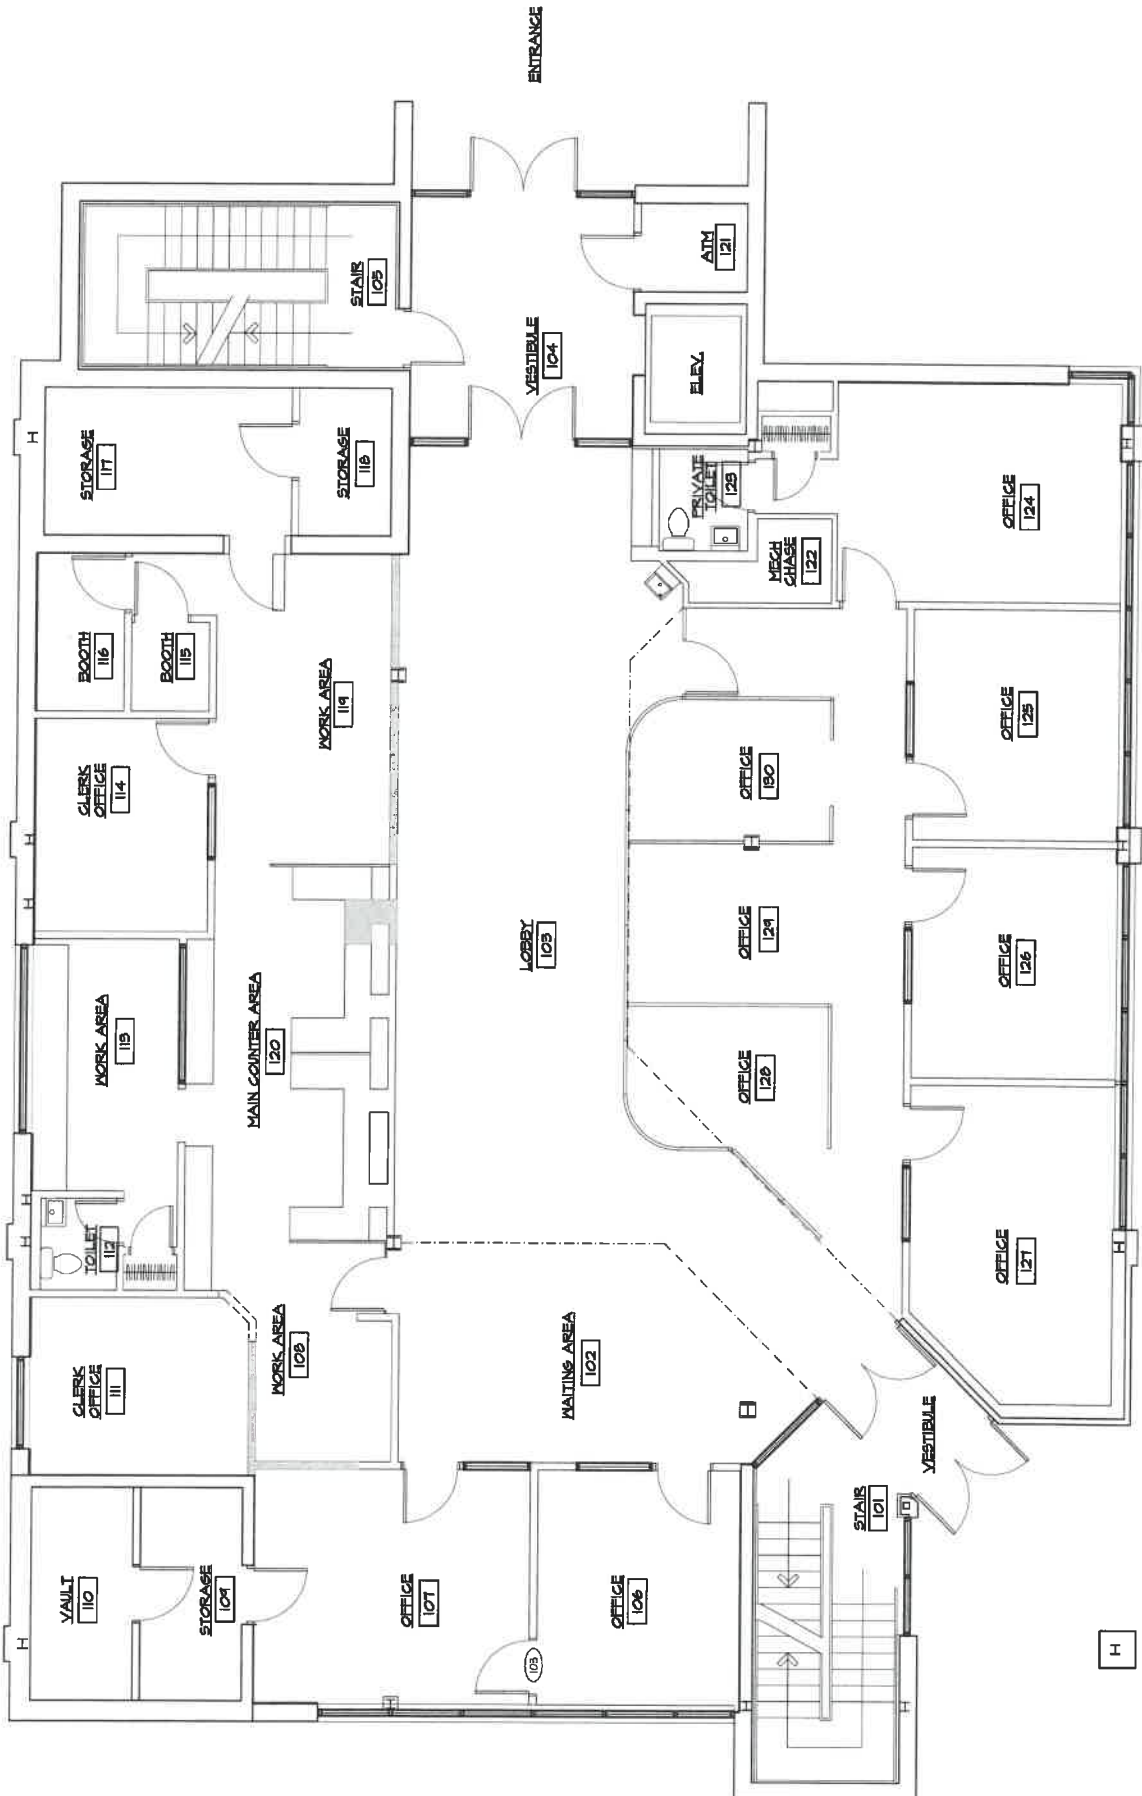 ENTRANCE
STAIR
105
VESTIBULE
104
ATM
121
ELEV.
STORAGE
117
STORAGE
118
PRIVATE
TOILET
123
MECH
CHASE
122
OFFICE
124
BOOTH
116
BOOTH
115
WORK AREA
119
CLERK
OFFICE
114
OFFICE
130
OFFICE
125
LOBBY
103
OFFICE
129
OFFICE
126
WORK AREA
113
MAIN COUNTER AREA
120
OFFICE
128
TOILET
112
OFFICE
127
CLERK
OFFICE
111
WORK AREA
108
WAITING AREA
102
VESTIBULE
STAIR
101
VAULT
110
STORAGE
109
OFFICE
107
OFFICE
106
103